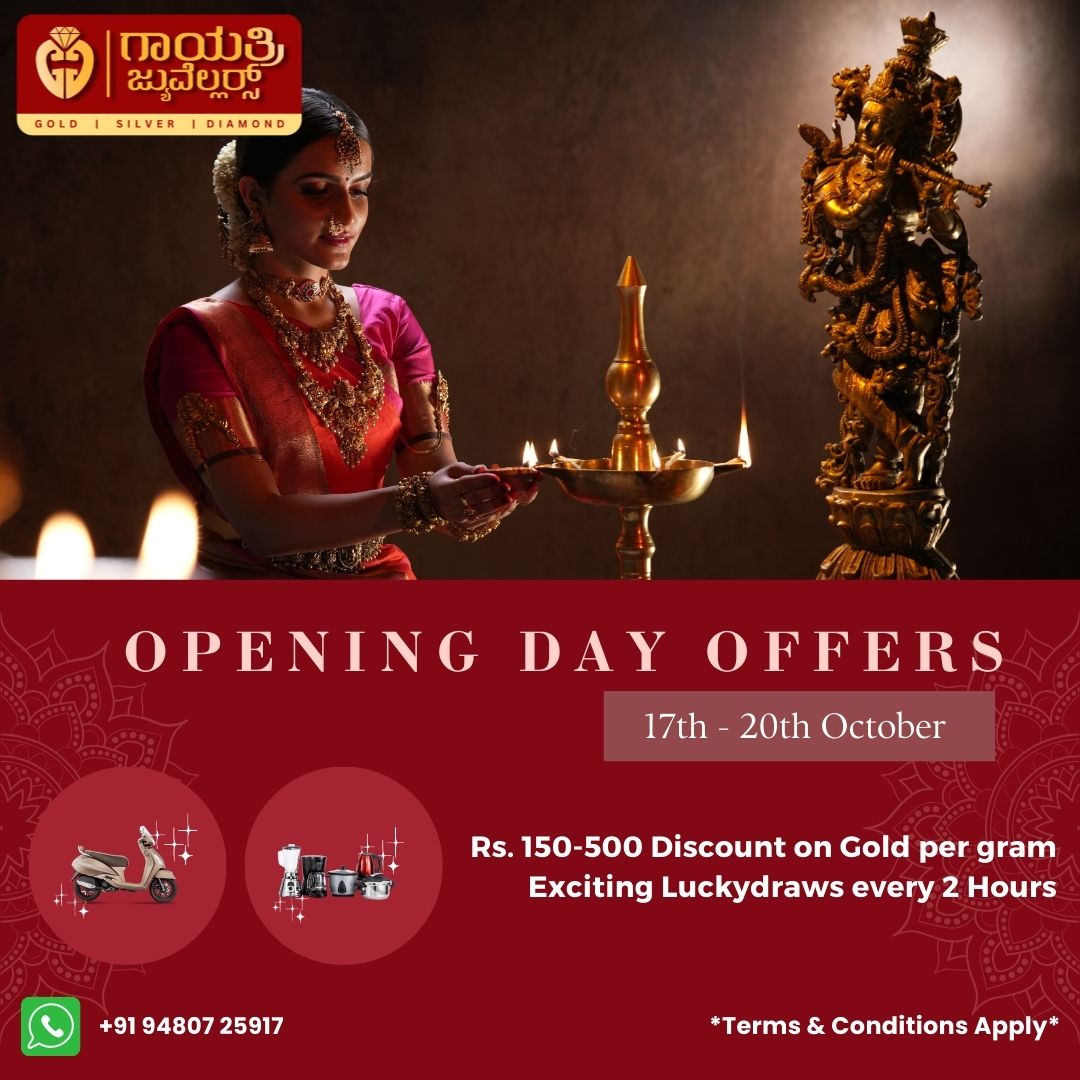 ಗಾಯತ್ರಿ
ಜ್ಯುವೆಲ್ಲರ್ಸ್
GOLD | SILVER | DIAMOND
OPENING DAY OFFERS
17th - 20th October
Rs. 150-500 Discount on Gold per gram
Exciting Luckydraws every 2 Hours
+91 94807 25917
*Terms & Conditions Apply*